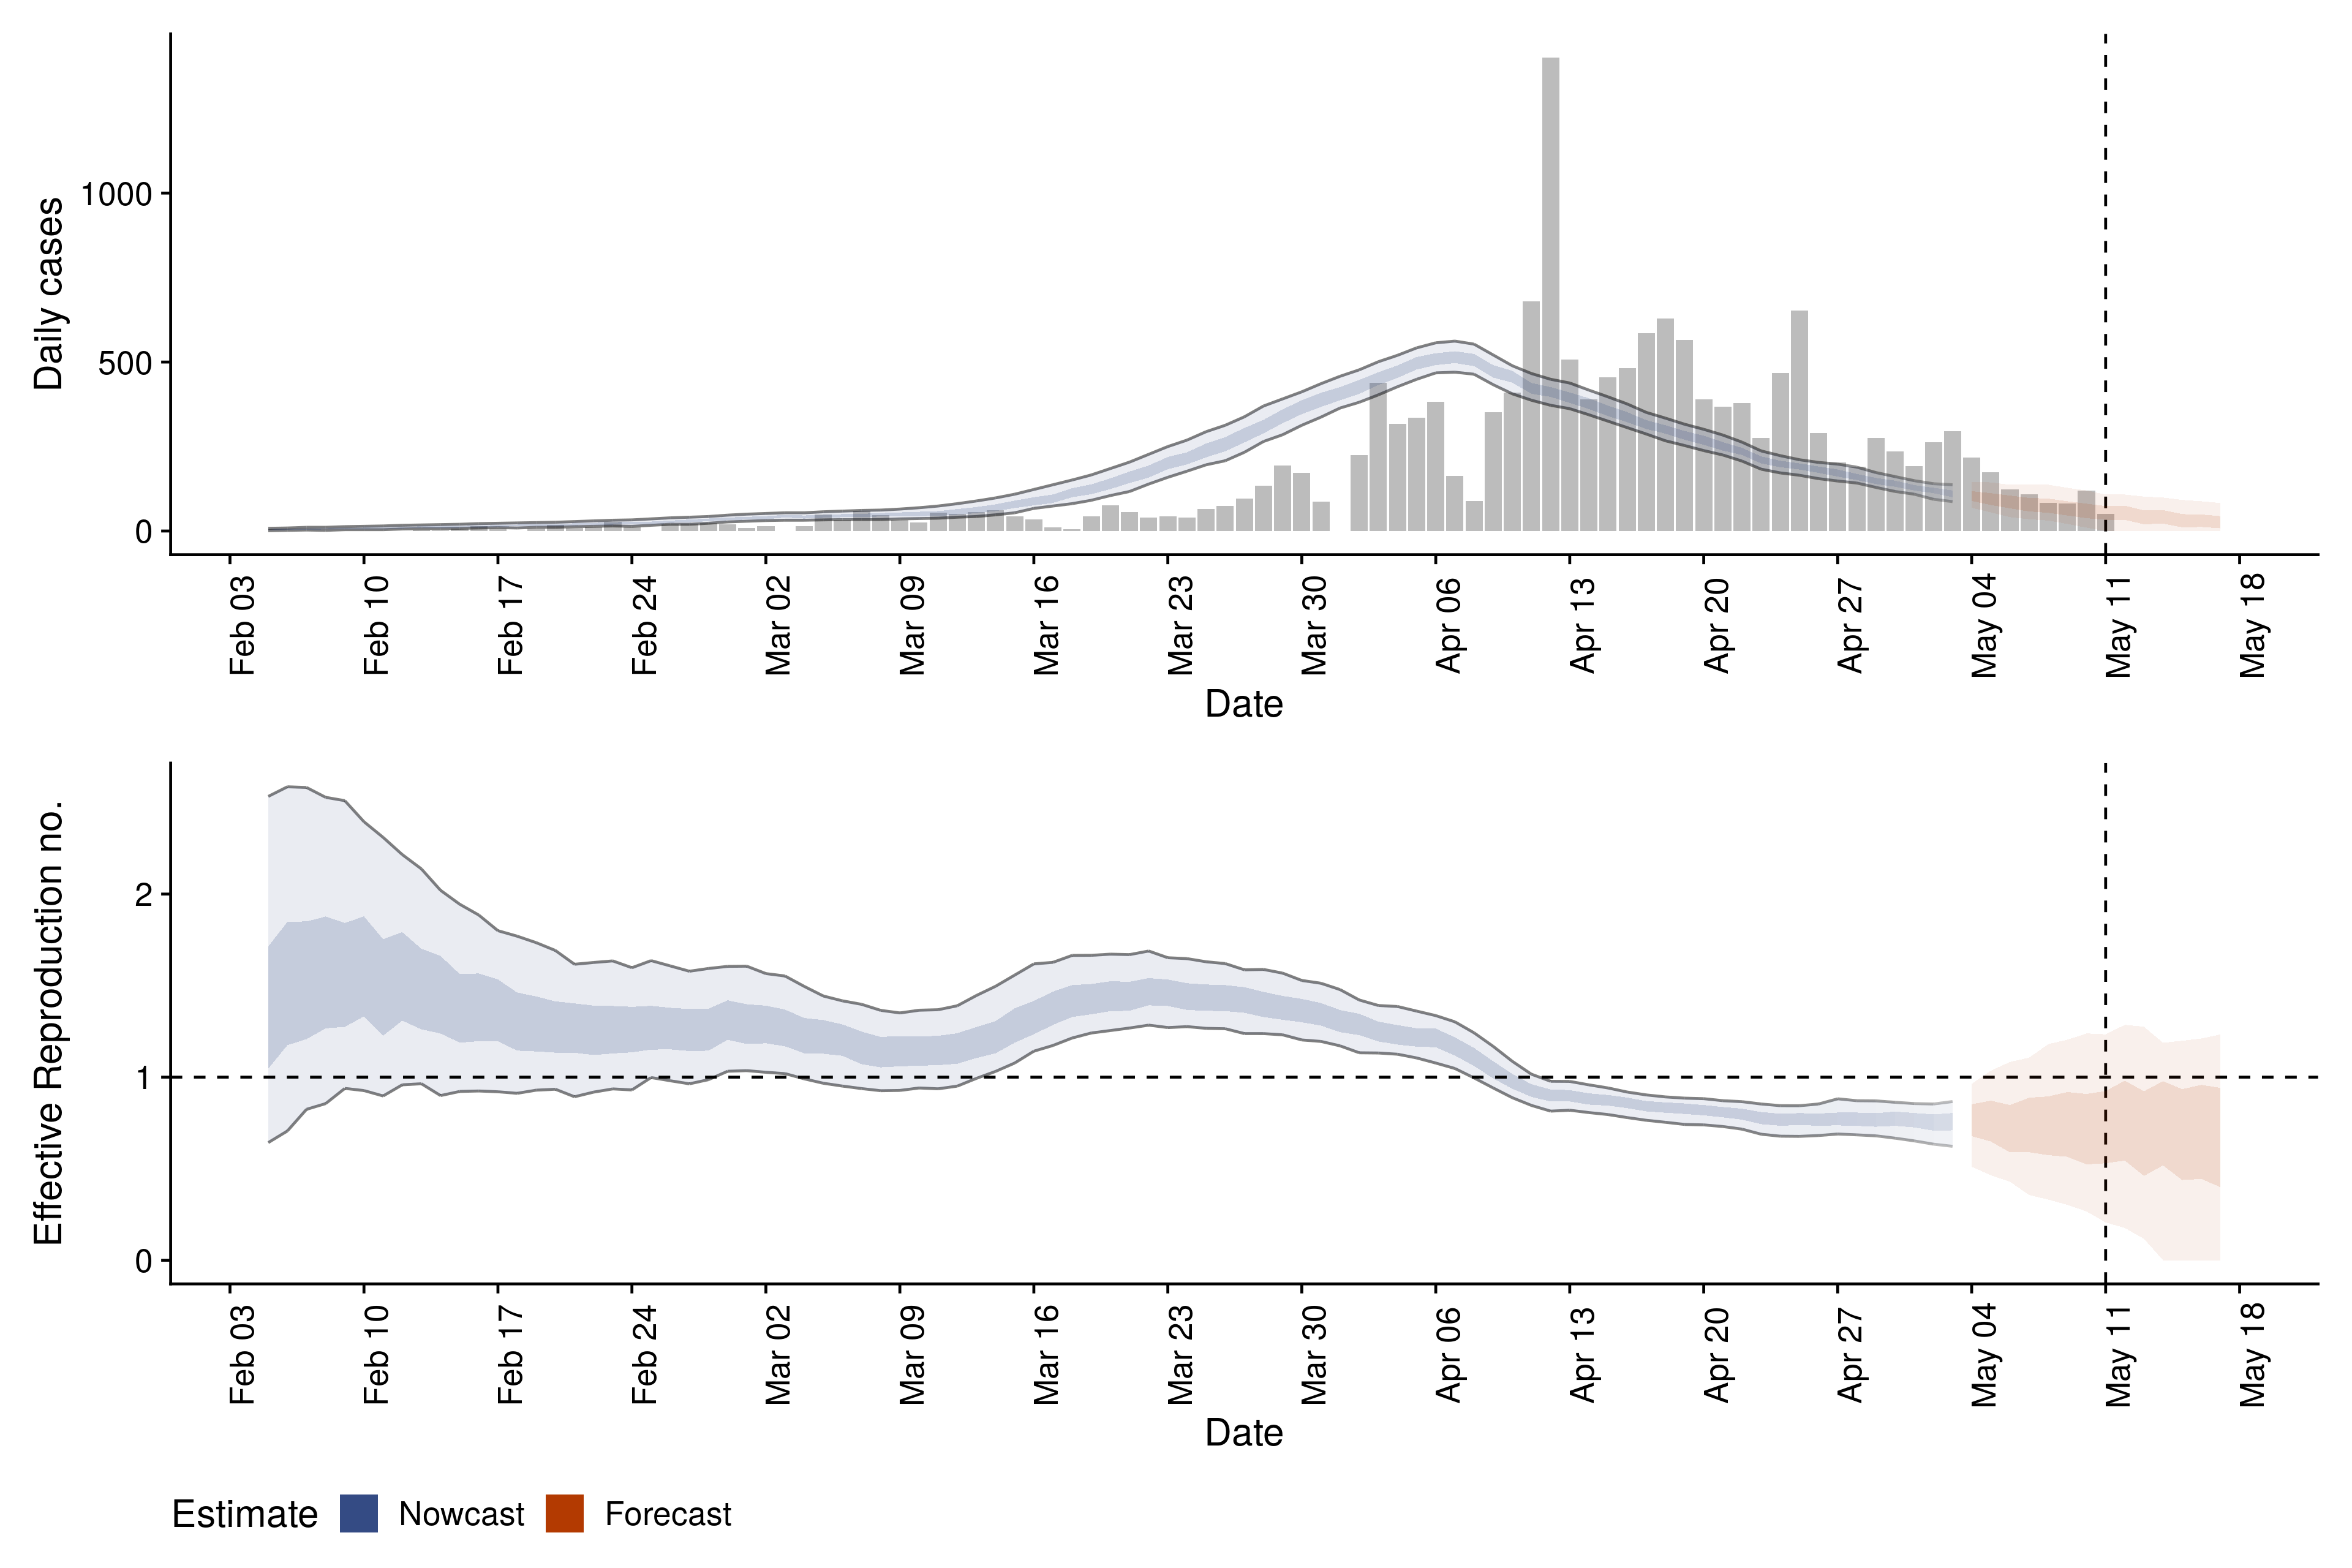 Daily cases
1000
500
0
Feb 03 Feb 10 Feb 17 Feb 24 Mar 02 Mar 09 Mar 16 Mar 23 Mar 30 Apr 06 Apr 13 Apr 20 Apr 27 May 04 May 11 May 18
Date
Effective Reproduction no.
2
1
0
Feb 03 Feb 10 Feb 17 Feb 24 Mar 02 Mar 09 Mar 16 Mar 23 Mar 30 Apr 06 Apr 13 Apr 20 Apr 27 May 04 May 11 May 18
Date
Estimate Nowcast Forecast